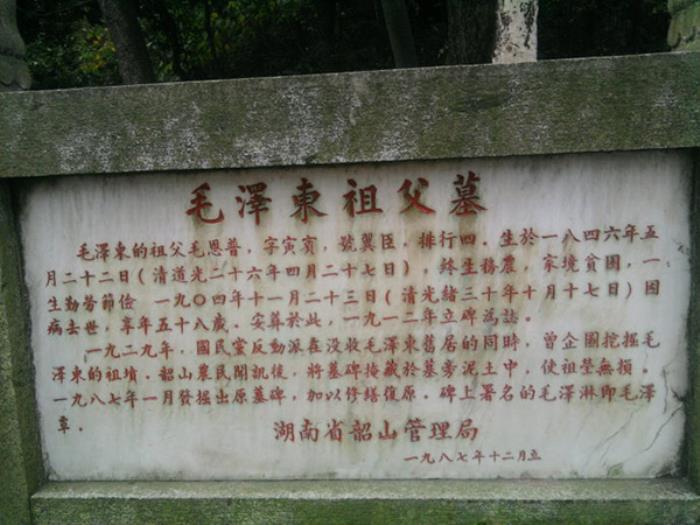 毛澤東祖父墓
毛澤東的祖父毛恩普，字寅賓，號翼臣．排行四．生於一八四六年五
月二十二日（清道光二十六年四月二十七日），終生務農，家境貧困，一
生勤勞節儉 一九〇四年十一月二十三日（清光緒三十年十月十七日）因
病去世，享年五十八歲．安葬於此，一九一二年立碑為誌。
一九二九年，國民黨反動派在没收毛澤東舊居的同時，曾企圖挖掘毛
澤東的祖墳．韶山農民聞訊後，將墓碑掩藏於墓旁泥土中，使祖塋無損．
一九八七年一月發掘出原墓碑，加以修繕復原．碑上署名的毛澤淋即毛澤
覃．
湖南省韶山管理局
一九八七年十二月立